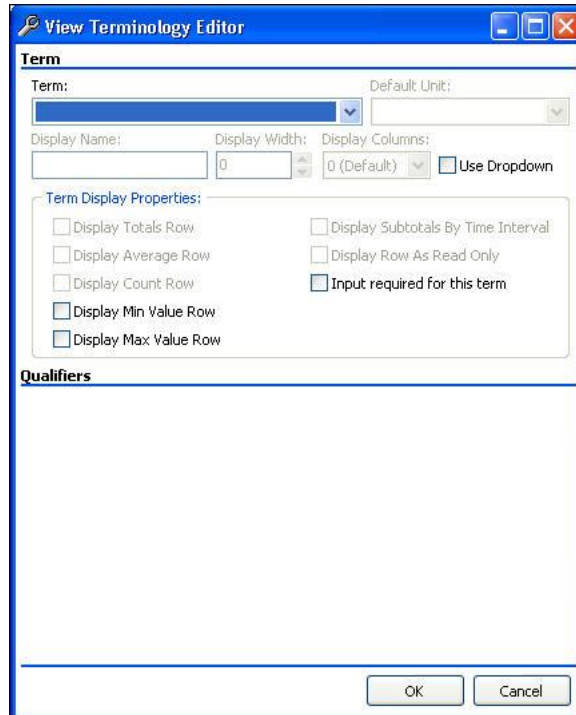 View Terminology Editor
Term
Term: Default Unit:
Display Name: Display Width: Display Columns:
0 0 (Default) Use Dropdown
Term Display Properties:
Display Totals Row Display Subtotals By Time Interval
Display Average Row Display Row As Read Only
Display Count Row Input required for this term
Display Min Value Row
Display Max Value Row
Qualifiers
OK Cancel